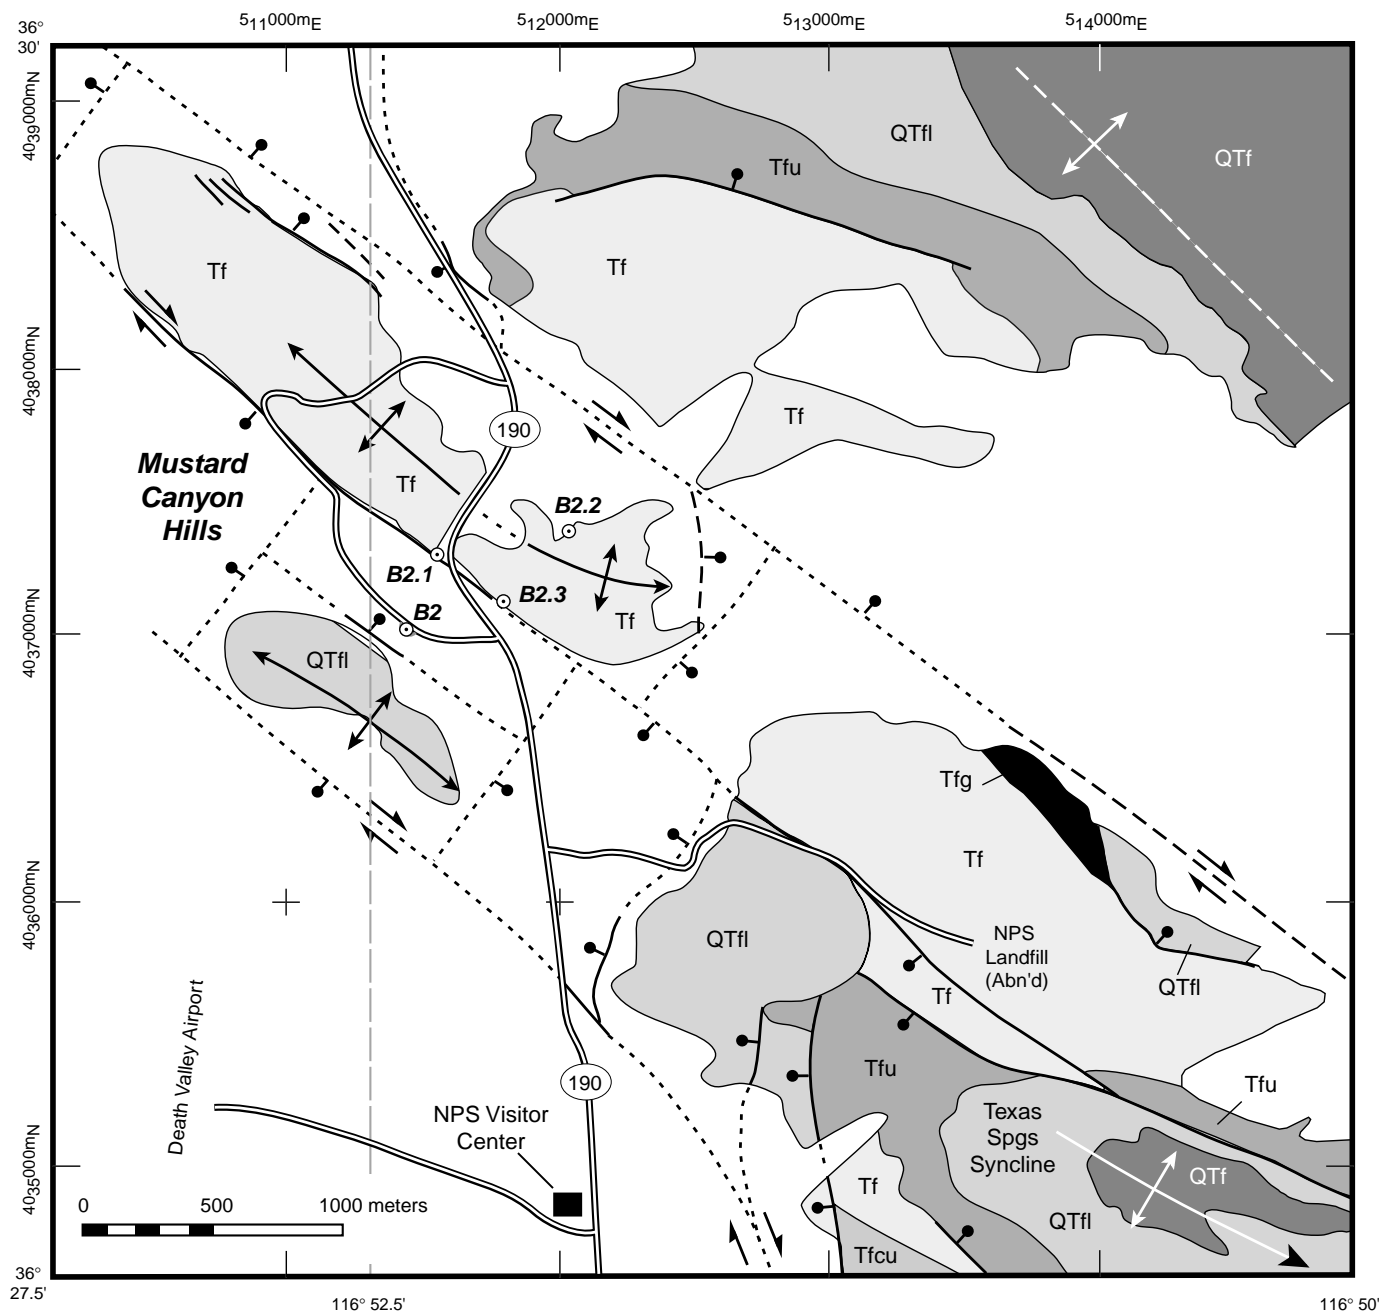 511000mE
512000mE
513000mE
514000mE
36°
30'
4039000mN
4038000mN
4037000mN
4036000mN
4035000mN
QTfl
QTf
Tfu
Tf
Tf
Tf
190
Mustard
Canyon
Hills
Tf
B2.2
B2.1
B2.3
B2
Tf
QTfl
Tfg
Tf
QTfl
NPS
Landfill
(Abn'd)
Tf
QTfl
Death Valley Airport
190
Tfu
Tfu
NPS Visitor
Center
Texas
Spgs
Syncline
QTf
Tf
QTfl
Tfcu
0 500 1000 meters
36°
27.5'
116° 52.5'
116° 50'